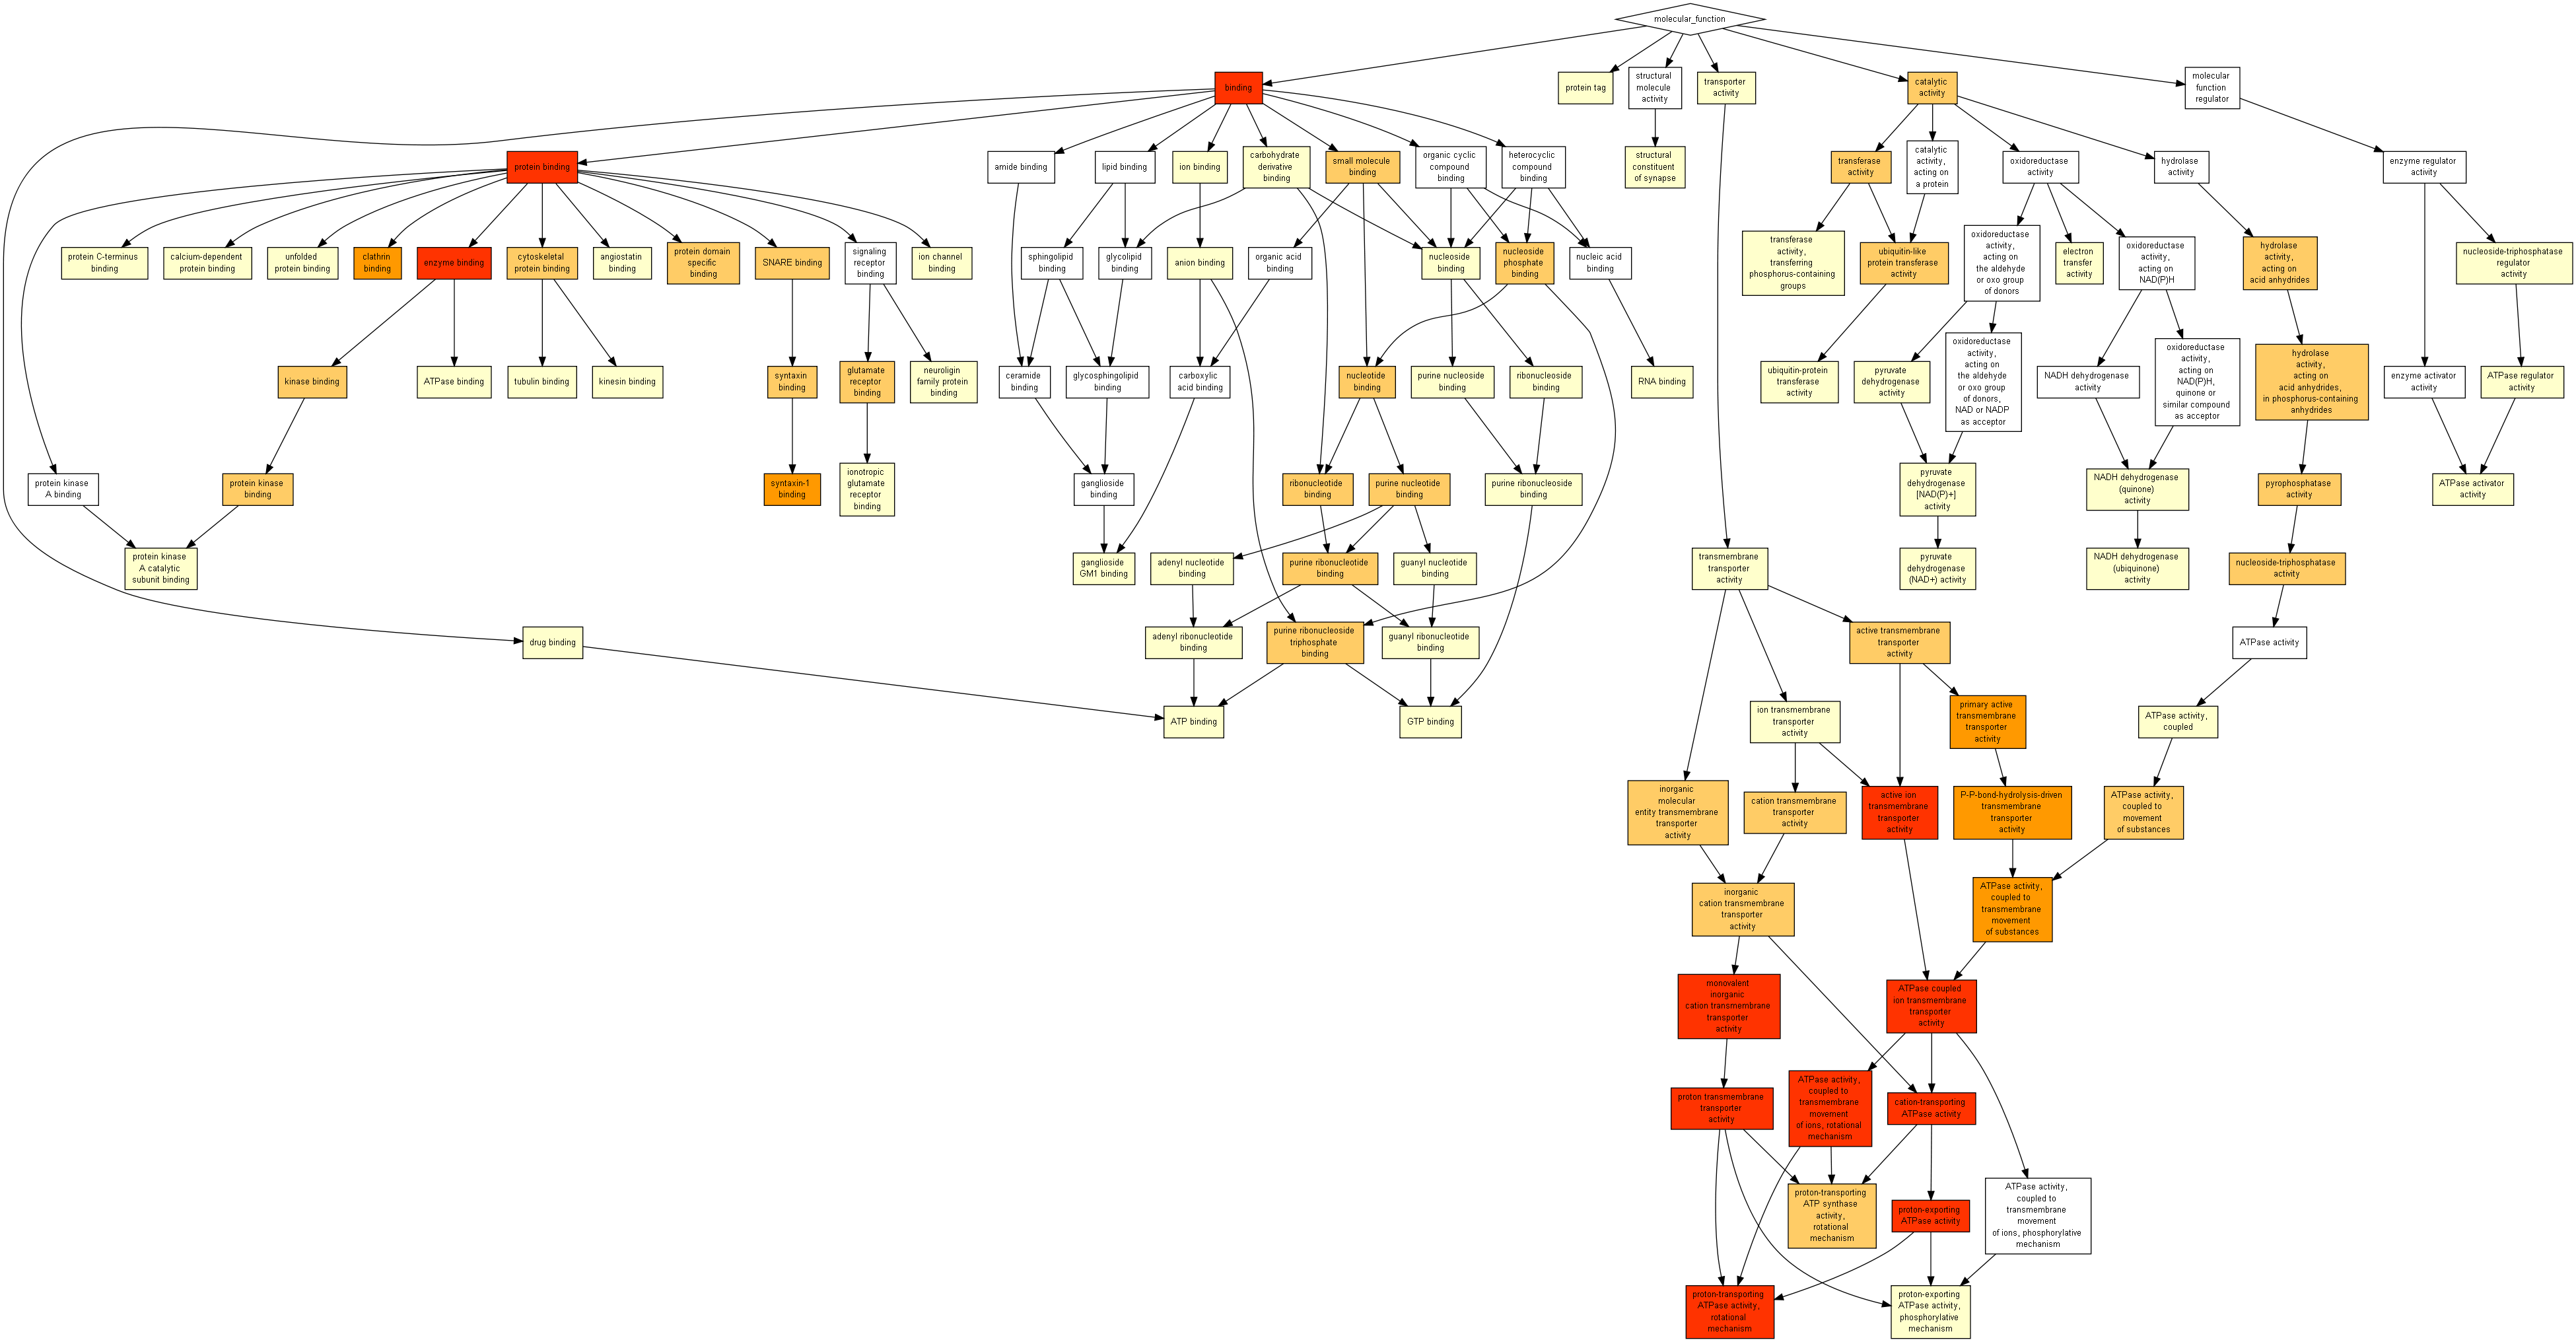 molecular_function
binding
protein tag
structural
molecule
activity
transporter
activity
catalytic
activity
molecular
function
regulator
protein binding
amide binding
lipid binding
ion binding
carbohydrate
derivative
binding
small molecule
binding
organic cyclic
compound
binding
heterocyclic
compound
binding
structural
constituent
of synapse
transferase
activity
catalytic
activity,
acting on
a protein
oxidoreductase
activity
hydrolase
activity
enzyme regulator
activity
protein C-terminus
binding
calcium-dependent
protein binding
unfolded
protein binding
clathrin
binding
enzyme binding
cytoskeletal
protein binding
angiostatin
binding
protein domain
specific
binding
SNARE binding
signaling
receptor
binding
ion channel
binding
sphingolipid
binding
glycolipid
binding
anion binding
organic acid
binding
nucleoside
binding
nucleoside
phosphate
binding
nucleic acid
binding
transferase
activity,
transferring
phosphorus-containing
groups
ubiquitin-like
protein transferase
activity
oxidoreductase
activity,
acting on
the aldehyde
or oxo group
of donors
electron
transfer
activity
oxidoreductase
activity,
acting on
NAD(P)H
hydrolase
activity,
acting on
acid anhydrides
nucleoside-triphosphatase
regulator
activity
kinase binding
ATPase binding
tubulin binding
kinesin binding
syntaxin
binding
glutamate
receptor
binding
neuroligin
family protein
binding
ceramide
binding
glycosphingolipid
binding
carboxylic
acid binding
nucleotide
binding
purine nucleoside
binding
ribonucleoside
binding
RNA binding
ubiquitin-protein
transferase
activity
pyruvate
dehydrogenase
activity
oxidoreductase
activity,
acting on
the aldehyde
or oxo group
of donors,
NAD or NADP
as acceptor
NADH dehydrogenase
activity
oxidoreductase
activity,
acting on
NAD(P)H,
quinone or
similar compound
as acceptor
hydrolase
activity,
acting on
acid anhydrides,
in phosphorus-containing
anhydrides
enzyme activator
activity
ATPase regulator
activity
protein kinase
A binding
protein kinase
binding
syntaxin-1
binding
ionotropic
glutamate
receptor
binding
ganglioside
binding
ribonucleotide
binding
purine nucleotide
binding
purine ribonucleoside
binding
pyruvate
dehydrogenase
[NAD(P)+]
activity
NADH dehydrogenase
(quinone)
activity
pyrophosphatase
activity
ATPase activator
activity
protein kinase
A catalytic
subunit binding
ganglioside
GM1 binding
adenyl nucleotide
binding
purine ribonucleotide
binding
guanyl nucleotide
binding
transmembrane
transporter
activity
pyruvate
dehydrogenase
(NAD+) activity
NADH dehydrogenase
(ubiquinone)
activity
nucleoside-triphosphatase
activity
drug binding
adenyl ribonucleotide
binding
purine ribonucleoside
triphosphate
binding
guanyl ribonucleotide
binding
active transmembrane
transporter
activity
ATPase activity
ATP binding
GTP binding
ion transmembrane
transporter
activity
primary active
transmembrane
transporter
activity
ATPase activity,
coupled
inorganic
molecular
entity transmembrane
transporter
activity
cation transmembrane
transporter
activity
active ion
transmembrane
transporter
activity
P-P-bond-hydrolysis-driven
transmembrane
transporter
activity
ATPase activity,
coupled to
movement
of substances
inorganic
cation transmembrane
transporter
activity
ATPase activity,
coupled to
transmembrane
movement
of substances
monovalent
inorganic
cation transmembrane
transporter
activity
ATPase coupled
ion transmembrane
transporter
activity
proton transmembrane
transporter
activity
ATPase activity,
coupled to
transmembrane
movement
of ions, rotational
mechanism
cation-transporting
ATPase activity
proton-transporting
ATP synthase
activity,
rotational
mechanism
proton-exporting
ATPase activity
ATPase activity,
coupled to
transmembrane
movement
of ions, phosphorylative
mechanism
proton-transporting
ATPase activity,
rotational
mechanism
proton-exporting
ATPase activity,
phosphorylative
mechanism